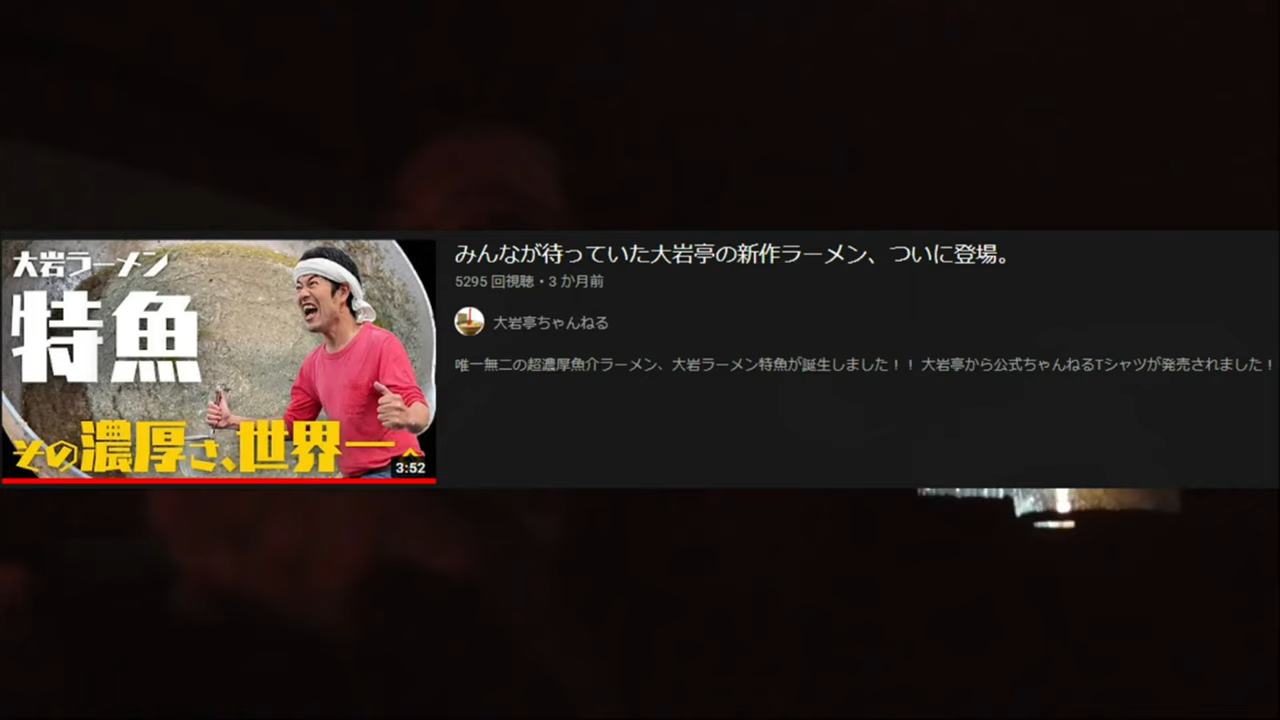 大岩ラーメン
特魚
その濃厚さ、世界一へ
3:52
みんなが待っていた大岩亭の新作ラーメン、ついに登場。
5295 回視聴・3 か月前
大岩亭ちゃんねる
唯一無二の超濃厚魚介ラーメン、大岩ラーメン特魚が誕生しました！！ 大岩亭から公式ちゃんねるTシャツが発売されました！